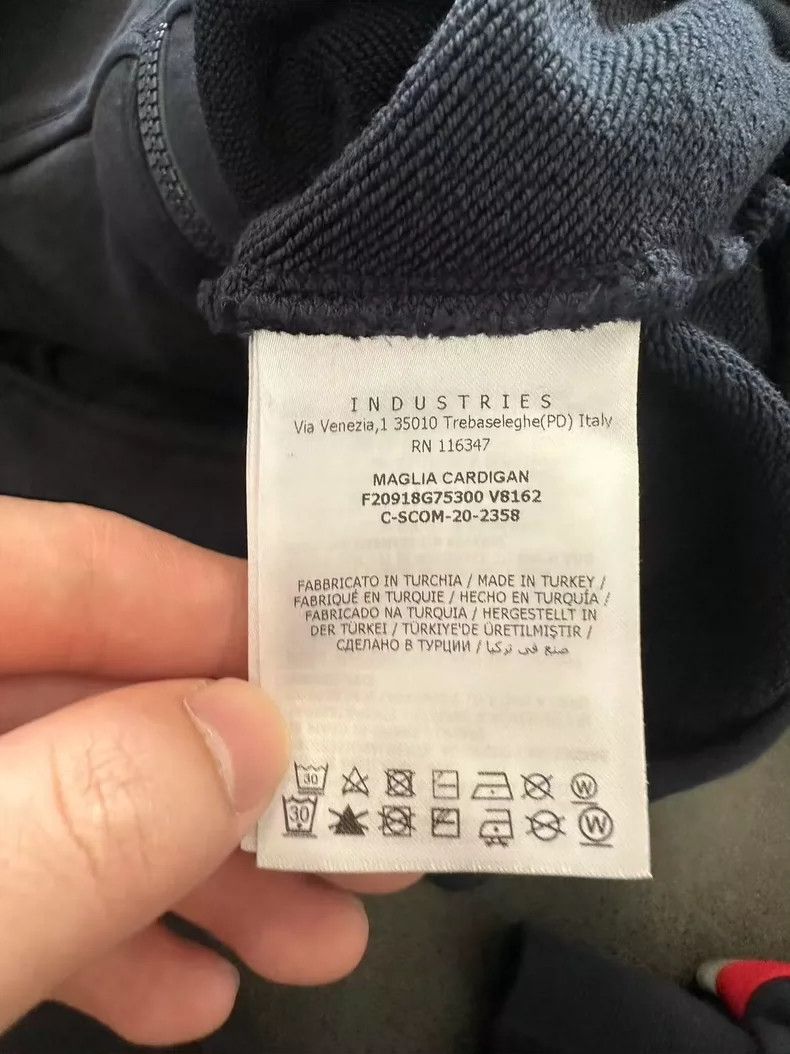 INDUSTRIES
Via Venezia,1 35010 Trebaseleghe(PD) Italy
RN 116347
MAGLIA CARDIGAN
F20918G75300 V8162
C-SCOM-20-2358
FABBRICATO IN TURCHIA / MADE IN TURKEY /
FABRIQUÉ EN TURQUIE / HECHO EN TURQUÍA /
FABRICADO NA TURQUIA / HERGESTELLT IN
DER TÜRKEI / TÜRKIYE'DE ÜRETILMIŞTIR /
СДЕЛАНО В ТУРЦИИ / صنع في تركيا
30 W
30 W